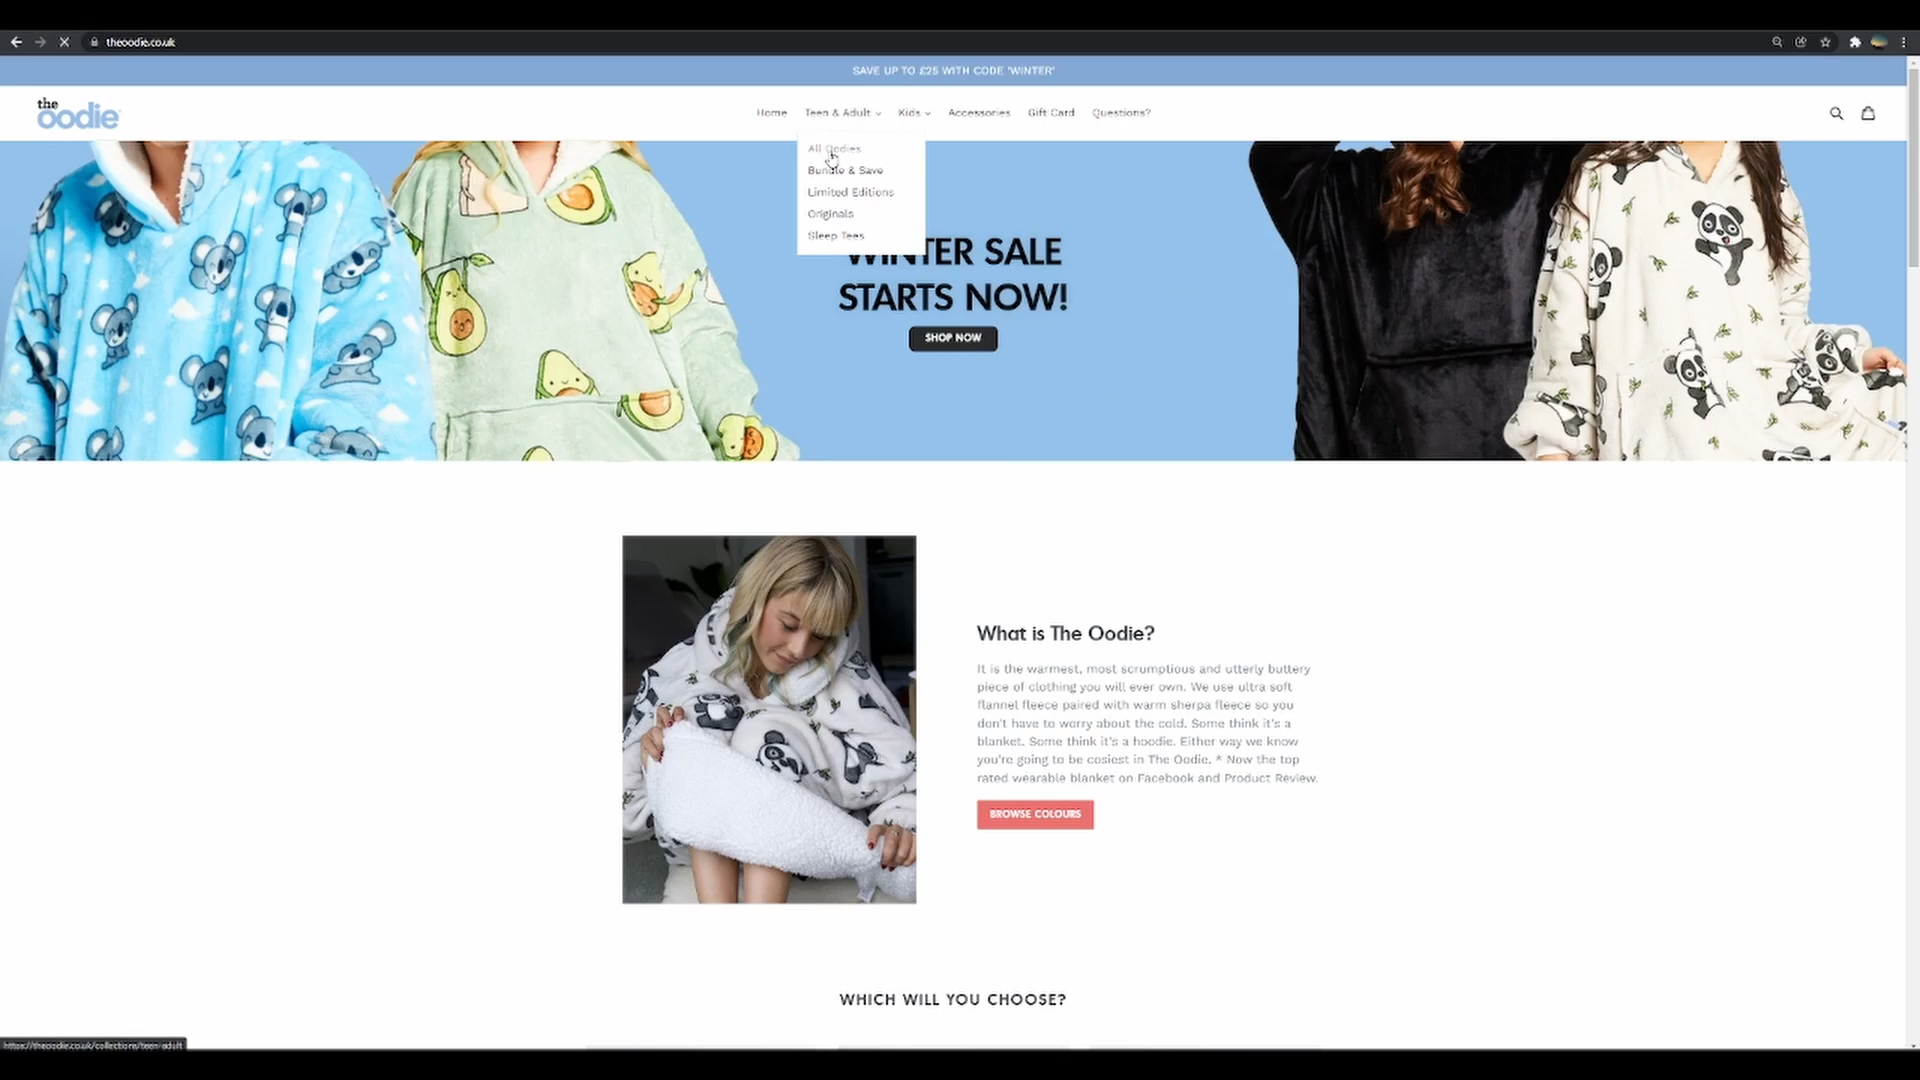 theoodie.co.uk
SAVE UP TO £25 WITH CODE 'WINTER'
the
oodie
Home Teen & Adult Kids Accessories Gift Card Questions?
All Oodies
Bundle & Save
Limited Editions
Originals
Sleep Tees
WINTER SALE
STARTS NOW!
SHOP NOW
What is The Oodie?
It is the warmest, most scrumptious and utterly buttery
piece of clothing you will ever own. We use ultra soft
flannel fleece paired with warm sherpa fleece so you
don't have to worry about the cold. Some think it's a
blanket. Some think it's a hoodie. Either way we know
you're going to be cosiest in The Oodie. * Now the top
rated wearable blanket on Facebook and Product Review.
BROWSE COLOURS
WHICH WILL YOU CHOOSE?
https://theoodie.co.uk/collections/teen-adult